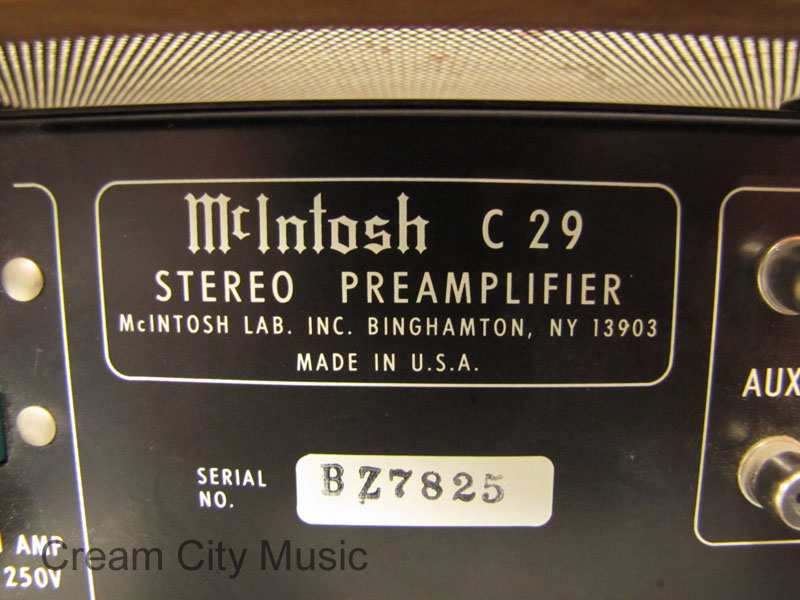 McIntosh C 29
STEREO PREAMPLIFIER
McINTOSH LAB. INC. BINGHAMTON, NY 13903
MADE IN U.S.A.
AUX
SERIAL
NO.
BZ7825
AMP
250V
Cream City Music